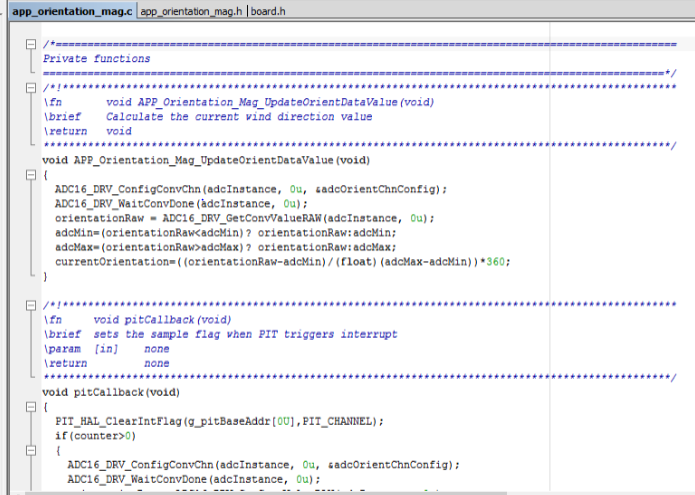 app_orientation_mag.c app_orientation_mag.h board.h
/*=============================================================================================
Private functions
=============================================================================================*/
/*!*********************************************************************************************
\fn void APP_Orientation_Mag_UpdateOrientDataValue(void)
\brief Calculate the current wind direction value
\return void
***********************************************************************************************/
void APP_Orientation_Mag_UpdateOrientDataValue(void)
{
ADC16_DRV_ConfigConvChn(adcInstance, 0u, &adcOrientChnConfig);
ADC16_DRV_WaitConvDone(adcInstance, 0u);
orientationRaw = ADC16_DRV_GetConvValueRAW(adcInstance, 0u);
adcMin=(orientationRaw<adcMin)? orientationRaw:adcMin;
adcMax=(orientationRaw>adcMax)? orientationRaw:adcMax;
currentOrientation=((orientationRaw-adcMin)/(float)(adcMax-adcMin))*360;
}
/*!*********************************************************************************************
\fn void pitCallback(void)
\brief sets the sample flag when PIT triggers interrupt
\param [in] none
\return none
***********************************************************************************************/
void pitCallback(void)
{
PIT_HAL_ClearIntFlag(g_pitBaseAddr[0U],PIT_CHANNEL);
if(counter>0)
{
ADC16_DRV_ConfigConvChn(adcInstance, 0u, &adcOrientChnConfig);
ADC16_DRV_WaitConvDone(adcInstance, 0u);